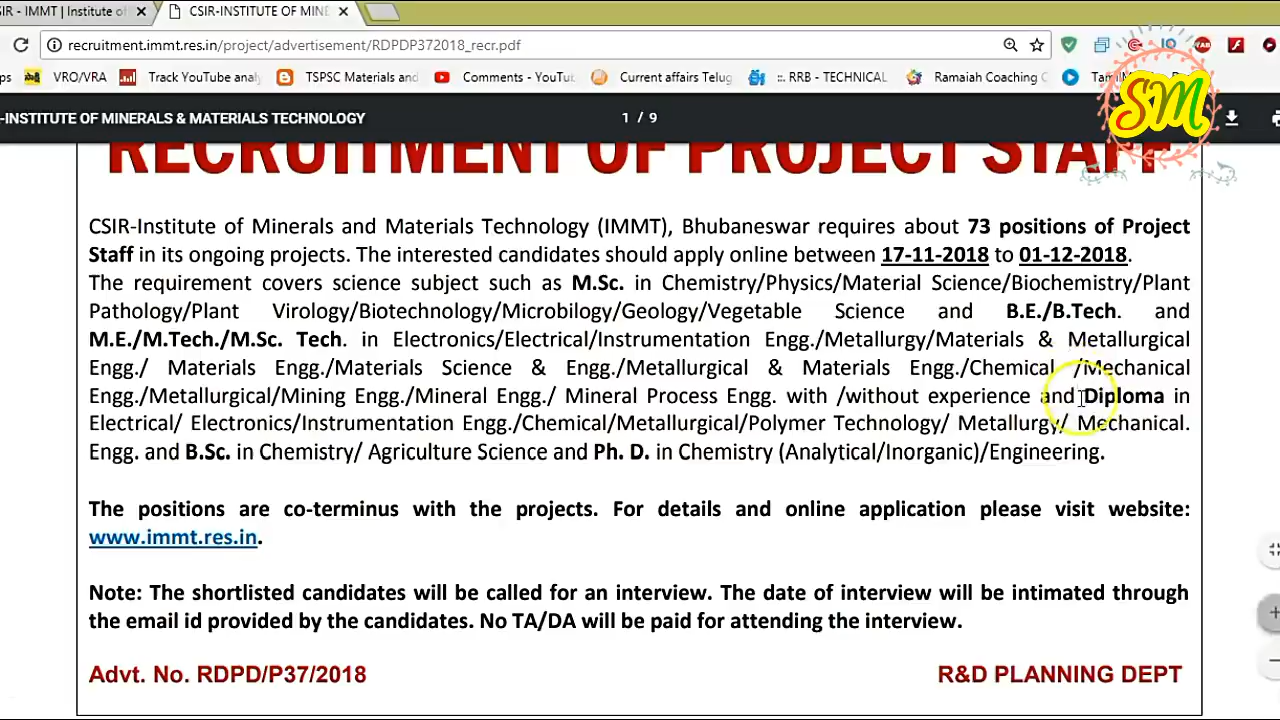 SIR - IMMT | Institute of
CSIR-INSTITUTE OF MINE
recruitment.immt.res.in/project/advertisement/RDPDP372018_recr.pdf
ps
VRO/VRA
Track YouTube anal
TSPSC Materials and
Comments - YouTu
Current affairs Telug
::. RRB - TECHNICAL
Ramaiah Coaching C
SM
-INSTITUTE OF MINERALS & MATERIALS TECHNOLOGY
1 / 9
RECRUITMENT OF PROJECT STAFF
CSIR-Institute of Minerals and Materials Technology (IMMT), Bhubaneswar requires about 73 positions of Project
Staff in its ongoing projects. The interested candidates should apply online between 17-11-2018 to 01-12-2018.
The requirement covers science subject such as M.Sc. in Chemistry/Physics/Material Science/Biochemistry/Plant
Pathology/Plant Virology/Biotechnology/Microbilogy/Geology/Vegetable Science and B.E./B.Tech. and
M.E./M.Tech./M.Sc. Tech. in Electronics/Electrical/Instrumentation Engg./Metallurgy/Materials & Metallurgical
Engg./ Materials Engg./Materials Science & Engg./Metallurgical & Materials Engg./Chemical /Mechanical
Engg./Metallurgical/Mining Engg./Mineral Engg./ Mineral Process Engg. with /without experience and Diploma in
Electrical/ Electronics/Instrumentation Engg./Chemical/Metallurgical/Polymer Technology/ Metallurgy/ Mechanical.
Engg. and B.Sc. in Chemistry/ Agriculture Science and Ph. D. in Chemistry (Analytical/Inorganic)/Engineering.
The positions are co-terminus with the projects. For details and online application please visit website:
www.immt.res.in.
Note: The shortlisted candidates will be called for an interview. The date of interview will be intimated through
the email id provided by the candidates. No TA/DA will be paid for attending the interview.
Advt. No. RDPD/P37/2018
R&D PLANNING DEPT